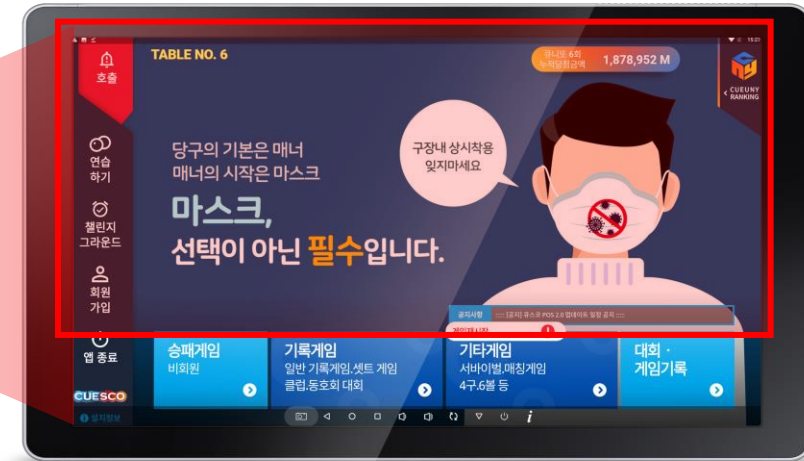 15:21
호출
TABLE NO. 6
큐니또 6회
누적당첨금액
1,878,952 M
CUEUNY
RANKING
연습
하기
챌린지
그라운드
회원
가입
앱 종료
당구의 기본은 매너
매너의 시작은 마스크
마스크,
선택이 아닌 필수입니다.
구장내 상시착용
잊지마세요
공지사항
::::: [공지] 큐스코 POS 2.0 업데이트 일정 공지 :::::
게임재시작
승패게임
비회원
기록게임
일반 기록게임.셋트 게임
클럽.동호회 대회
기타게임
서바이벌.매칭게임
4구.6볼 등
대회 ·
게임기록
CUESCO
설치정보